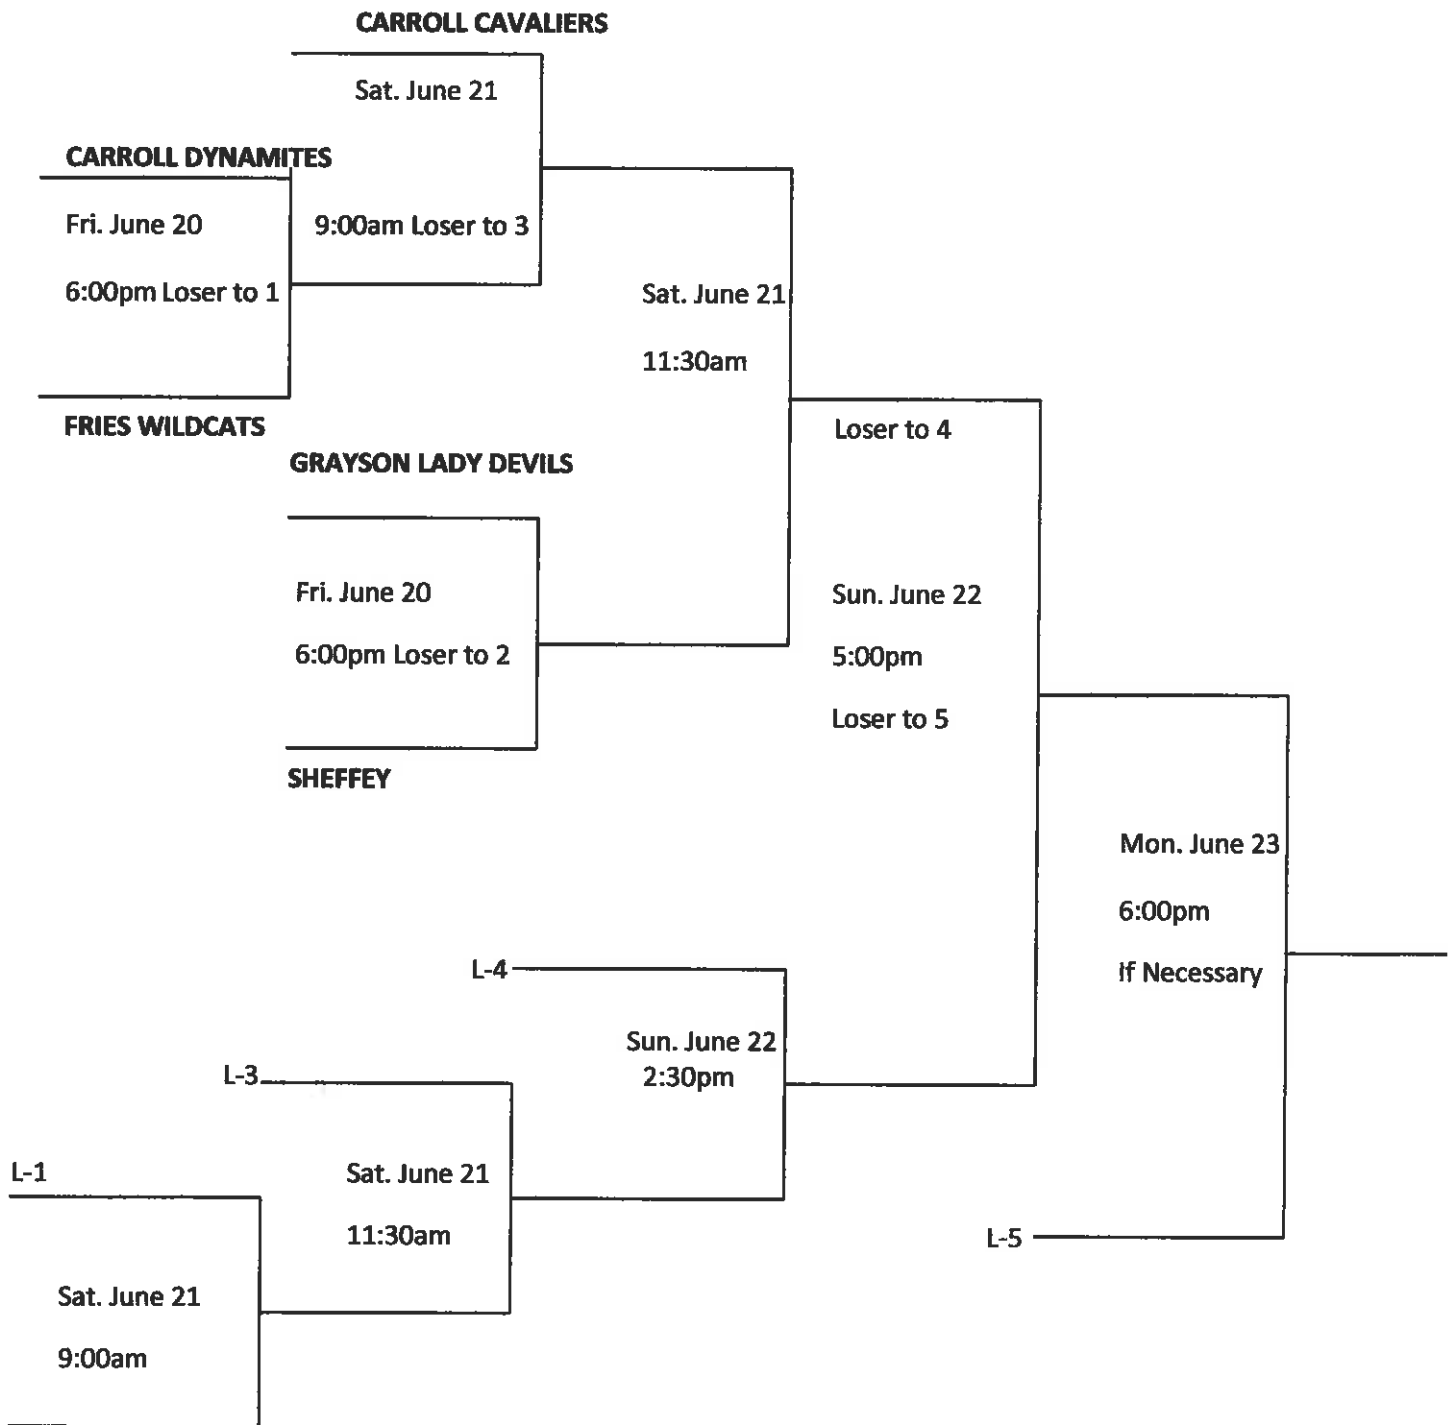 CARROLL CAVALIERS
Sat. June 21
CARROLL DYNAMITES
Fri. June 20
9:00am Loser to 3
6:00pm Loser to 1
Sat. June 21
11:30am
FRIES WILDCATS
Loser to 4
GRAYSON LADY DEVILS
Fri. June 20
Sun. June 22
6:00pm Loser to 2
5:00pm
Loser to 5
SHEFFEY
Mon. June 23
6:00pm
If Necessary
L-4
Sun. June 22
2:30pm
L-3
L-1
Sat. June 21
11:30am
L-5
Sat. June 21
9:00am